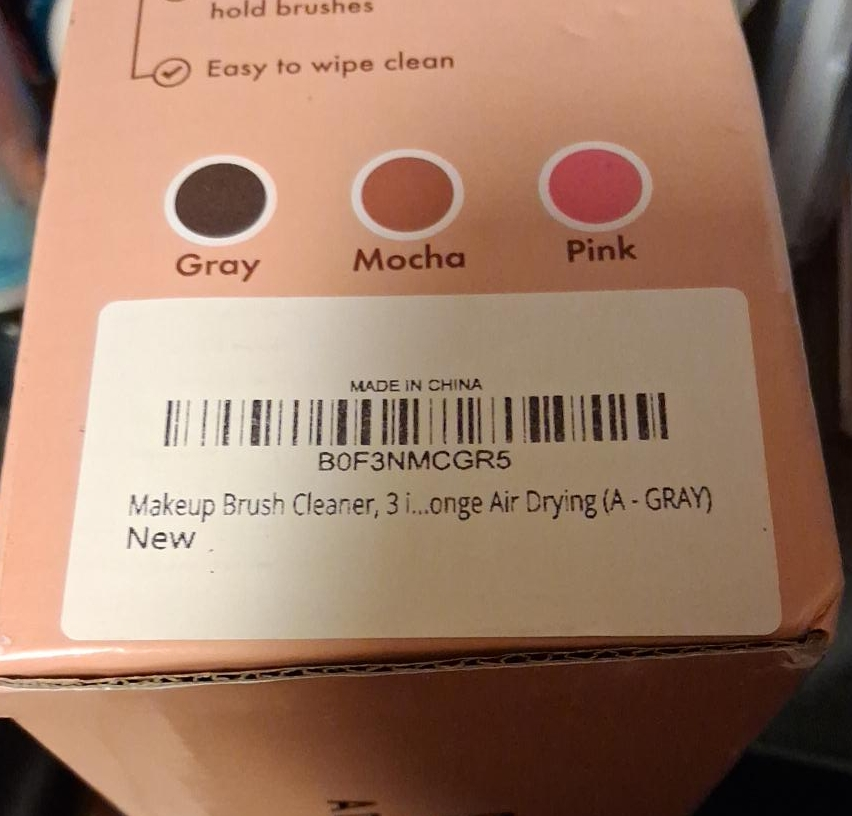 hold brushes
Easy to wipe clean
Gray Mocha Pink
MADE IN CHINA
B0F3NMCGR5
Makeup Brush Cleaner, 3 i...onge Air Drying (A - GRAY)
New